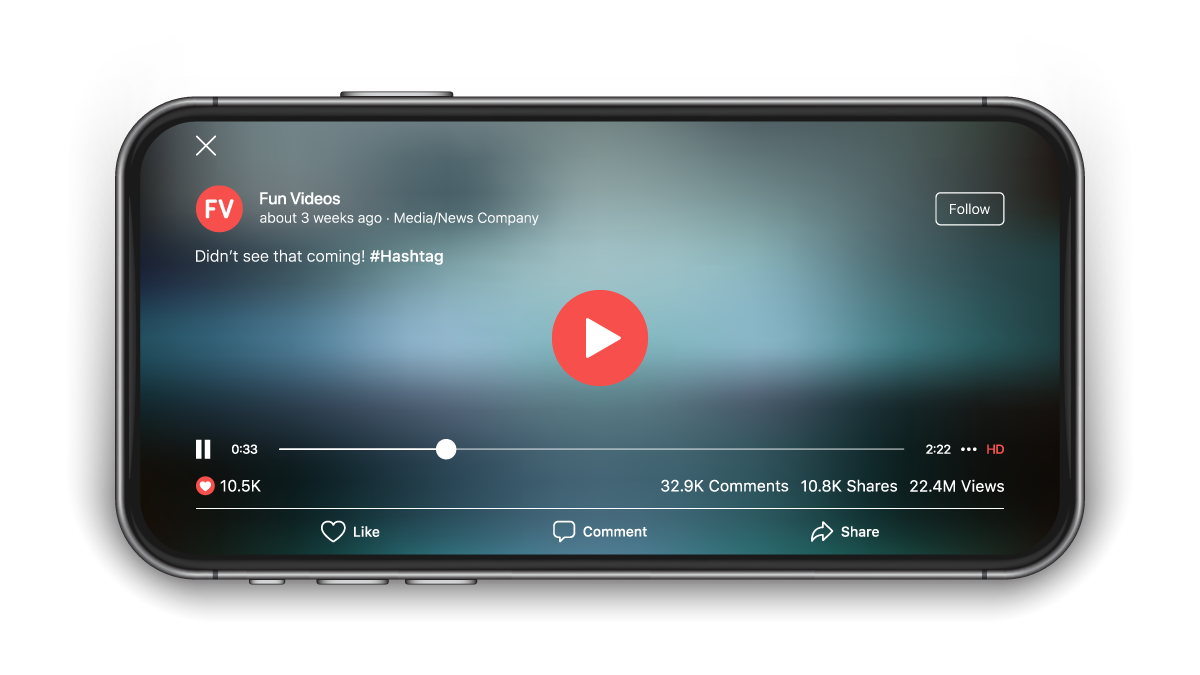 FV
Fun Videos
about 3 weeks ago · Media/News Company
Follow
Didn’t see that coming! #Hashtag
0:33
2:22 ••• HD
10.5K
32.9K Comments 10.8K Shares 22.4M Views
Like
Comment
Share